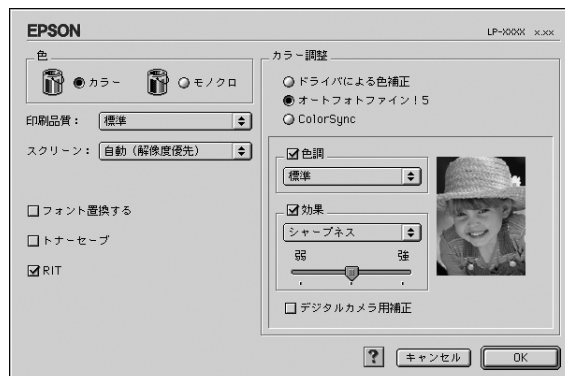 EPSON
LP-XXXX x.xx
色
カラー
モノクロ
印刷品質：
標準
スクリーン：
自動（解像度優先）
フォント置換する
トナーセーブ
RIT
カラー調整
ドライバによる色補正
オートフォトファイン！5
ColorSync
色調
標準
効果
シャープネス
弱 強
デジタルカメラ用補正
?
キャンセル
OK